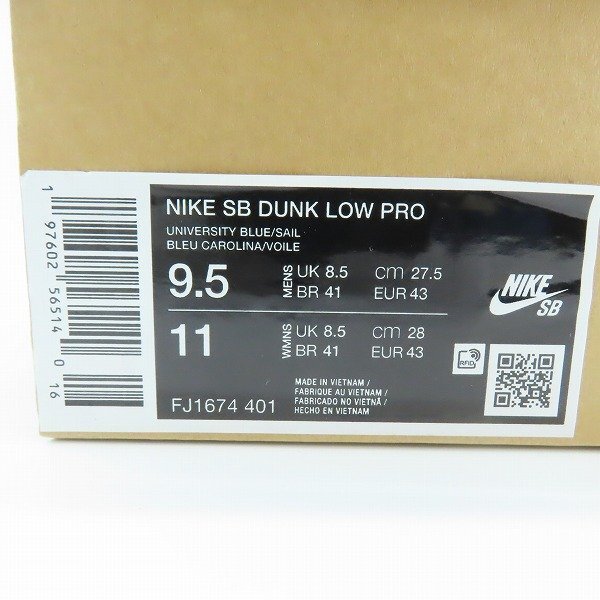 NIKE SB DUNK LOW PRO
UNIVERSITY BLUE/SAIL
BLEU CAROLINA/VOILE
9.5 MENS UK 8.5 cm 27.5
BR 41 EUR 43
11 WMNS UK 8.5 cm 28
BR 41 EUR 43
NIKE
SB
RFID
MADE IN VIETNAM /
FABRIQUE AU VIETNAM /
FABRICADO NO VIETNÃ /
HECHO EN VIETNAM
FJ1674 401
1 97602 56514 0 16